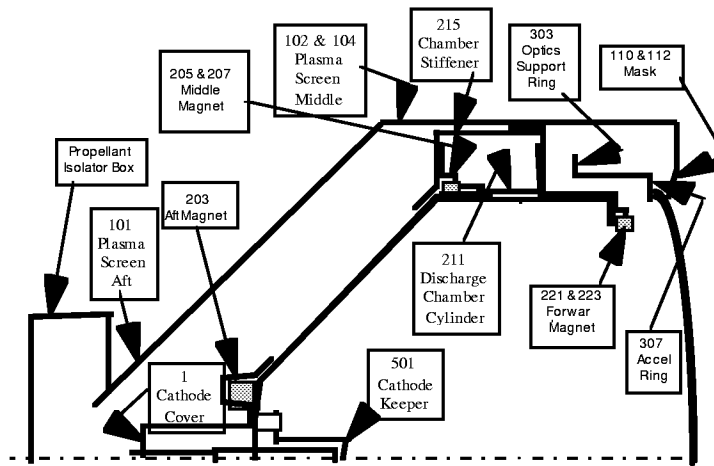 215
Chamber
Stiffener
303
Optics
Support
Ring
102 & 104
Plasma
Screen
Middle
110 & 112
Mask
205 & 207
Middle
Magnet
Propellant
Isolator Box
203
Aft Magnet
101
Plasma
Screen
Aft
211
Discharge
Chamber
Cylinder
221 & 223
Forwar
Magnet
307
Accel
Ring
1
Cathode
Cover
501
Cathode
Keeper